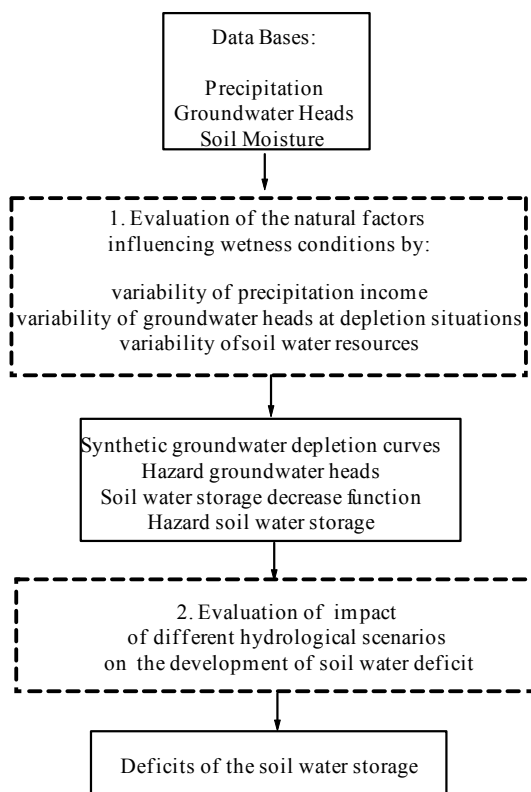 Data Bases:
Precipitation
Groundwater Heads
Soil Moisture
1. Evaluation of the natural factors
influencing wetness conditions by:
variability of precipitation income
variability of groundwater heads at depletion situations
variability of soil water resources
Synthetic groundwater depletion curves
Hazard groundwater heads
Soil water storage decrease function
Hazard soil water storage
2. Evaluation of impact
of different hydrological scenarios
on the development of soil water deficit
Deficits of the soil water storage